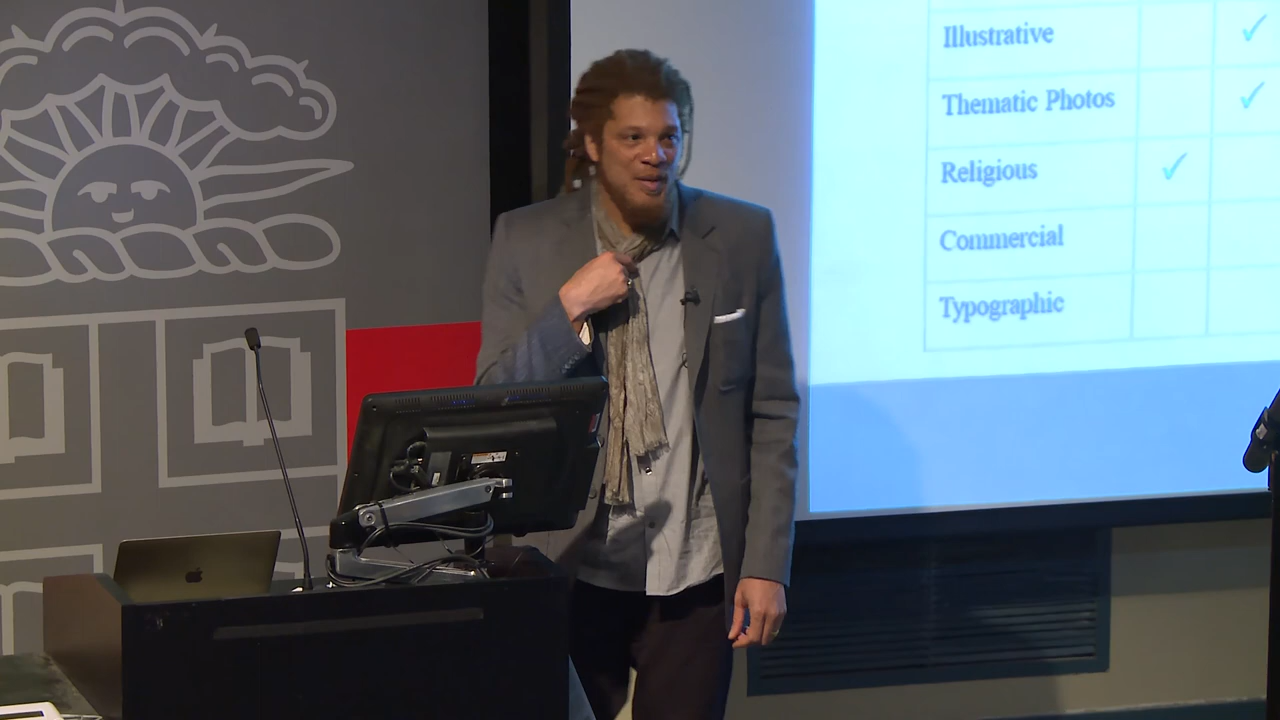 Illustrative ✓
Thematic Photos ✓
Religious ✓
Commercial
Typographic